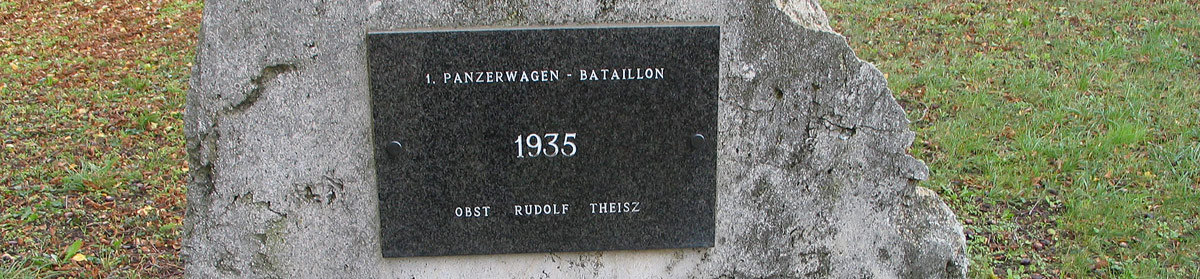 1. PANZERWAGEN - BATAILLON
1935
OBST RUDOLF THEISZ